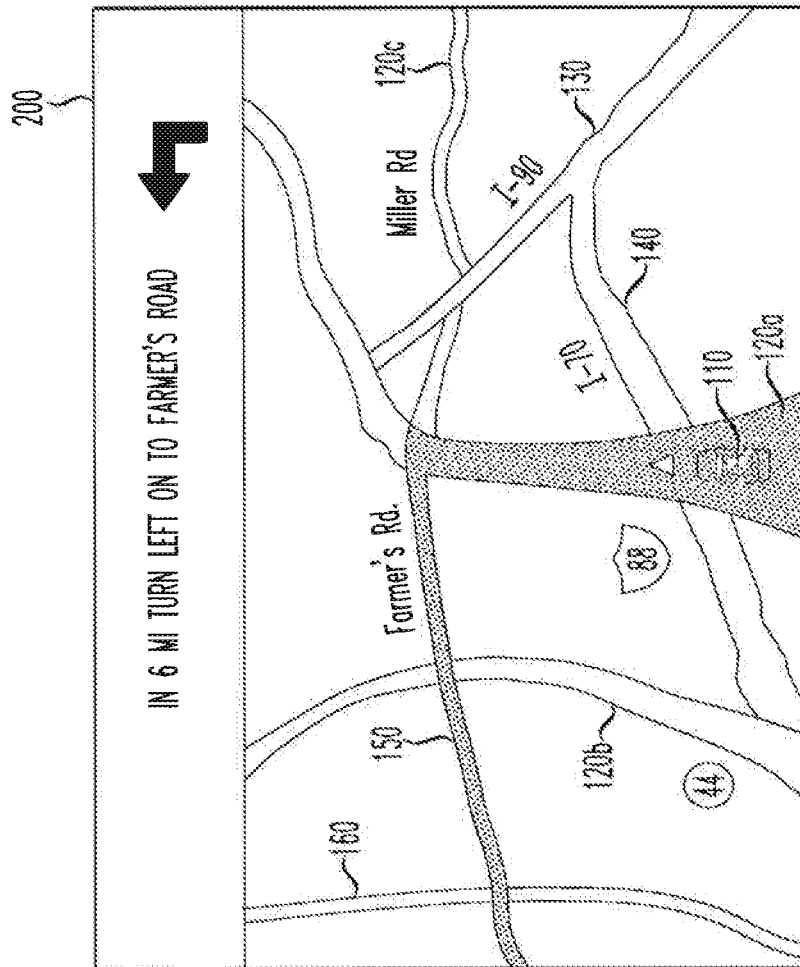 200
IN 6 MI TURN LEFT ON TO FARMER'S ROAD
160
150
Farmer's Rd.
Miller Rd
120c
I-90
130
120b
44
88
I-70
140
110
120a